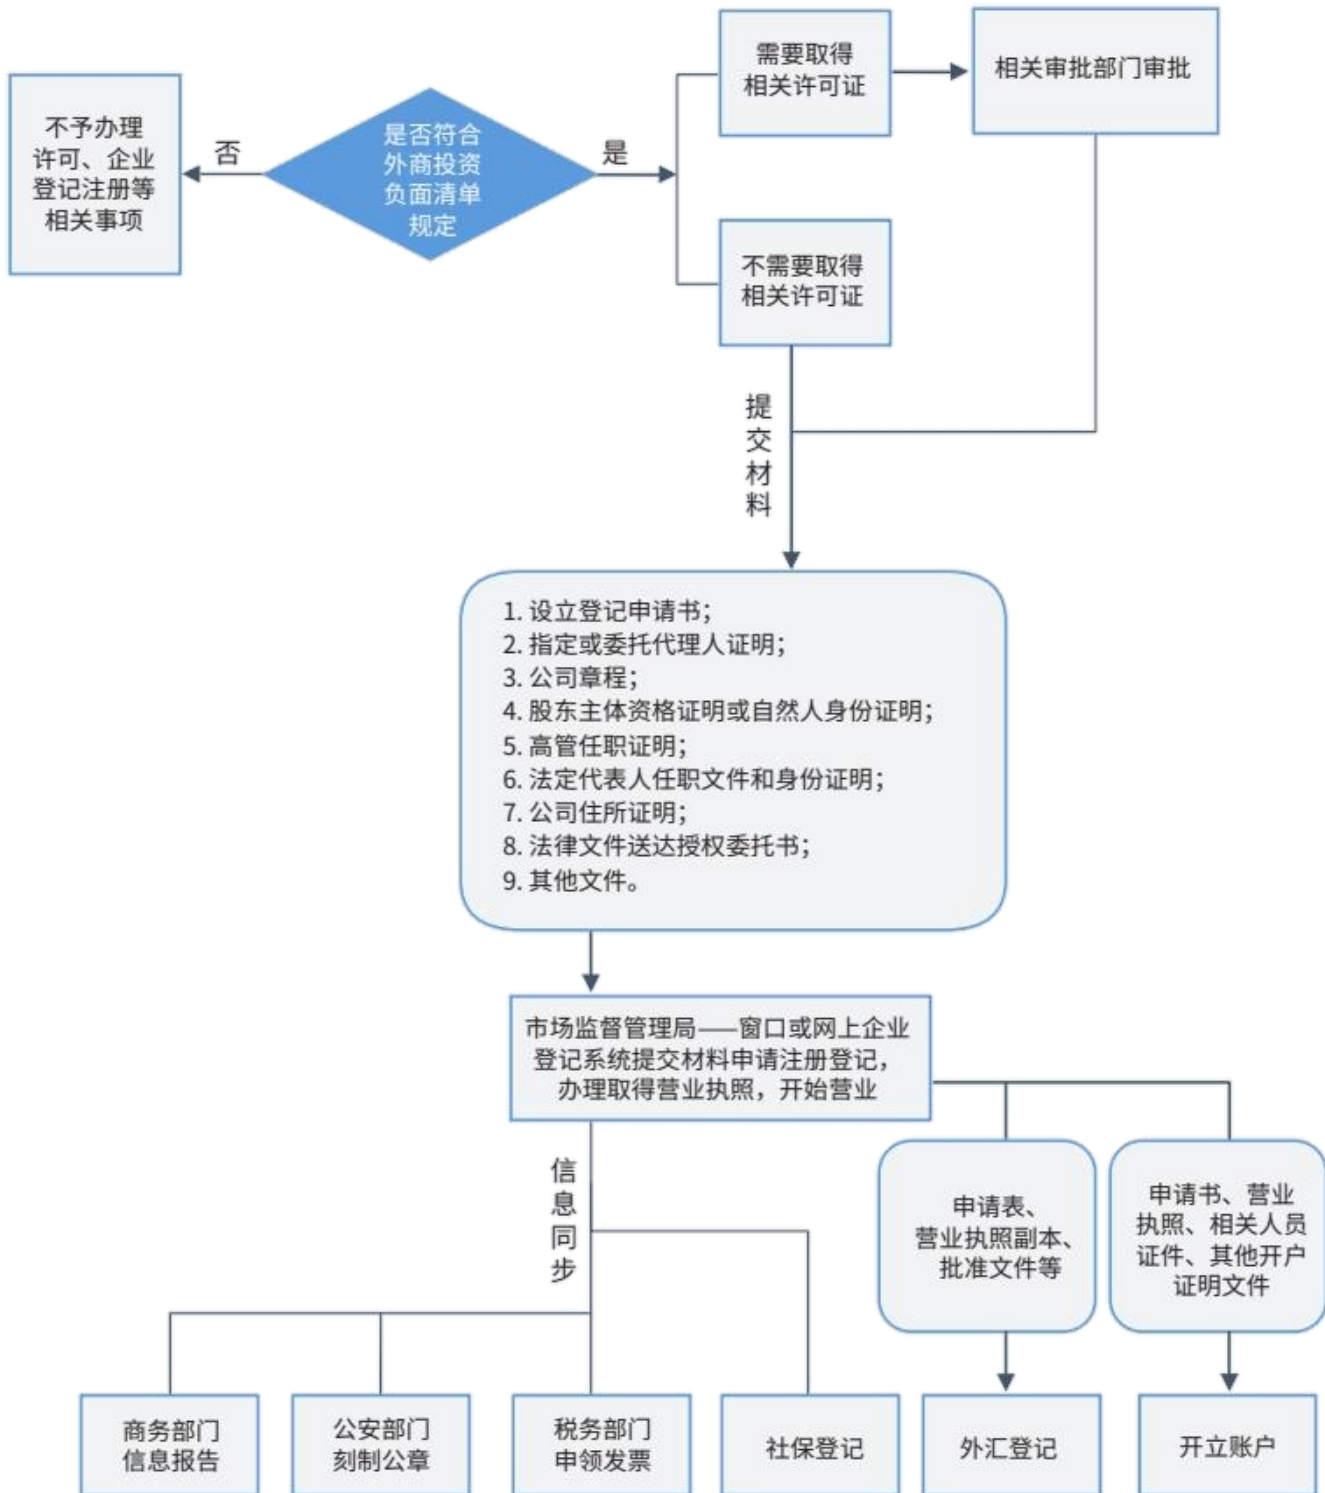 不予办理
许可、企业
登记注册等
相关事项
否
是否符合
外商投资
负面清单
规定
是
需要取得
相关许可证
相关审批部门审批
不需要取得
相关许可证
提
交
材
料
1. 设立登记申请书；
2. 指定或委托代理人证明；
3. 公司章程；
4. 股东主体资格证明或自然人身份证明；
5. 高管任职证明；
6. 法定代表人任职文件和身份证明；
7. 公司住所证明；
8. 法律文件送达授权委托书；
9. 其他文件。
市场监督管理局——窗口或网上企业
登记系统提交材料申请注册登记，
办理取得营业执照，开始营业
信
息
同
步
申请表、
营业执照副本、
批准文件等
申请书、营业
执照、相关人员
证件、其他开户
证明文件
商务部门
信息报告
公安部门
刻制公章
税务部门
申领发票
社保登记
外汇登记
开立账户